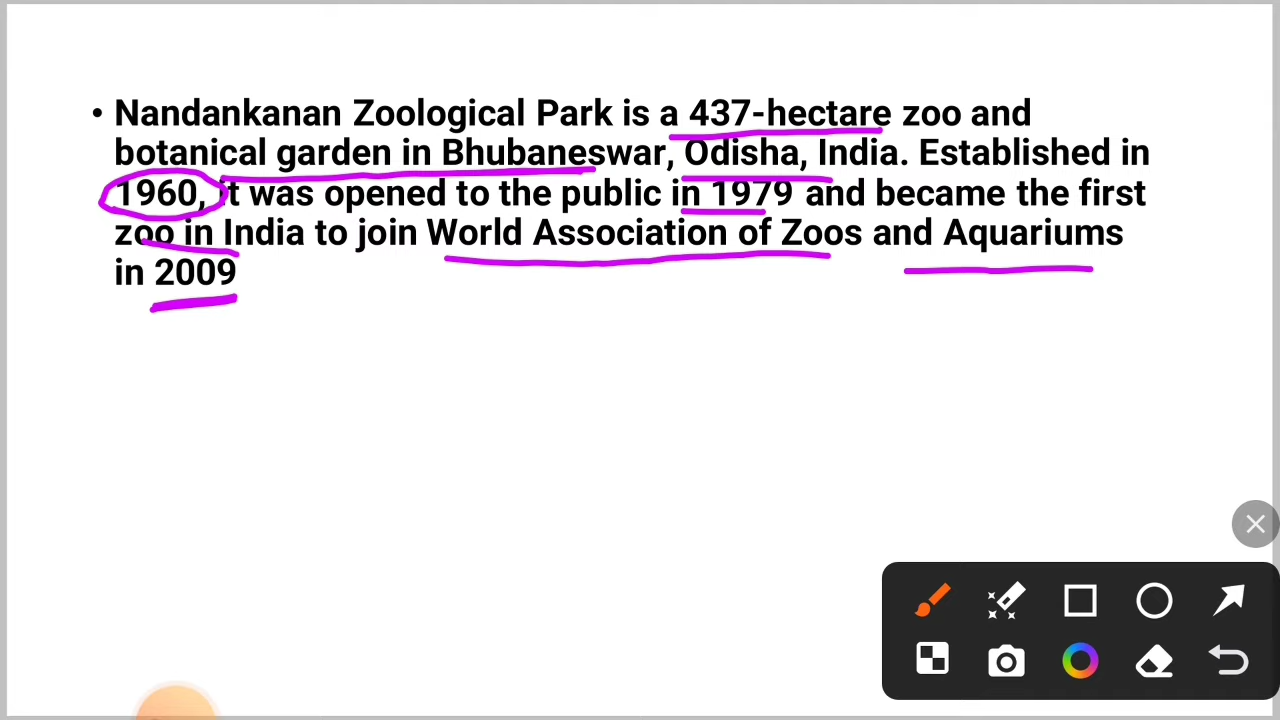 • Nandankanan Zoological Park is a 437-hectare zoo and
botanical garden in Bhubaneswar, Odisha, India. Established in
1960, it was opened to the public in 1979 and became the first
zoo in India to join World Association of Zoos and Aquariums
in 2009